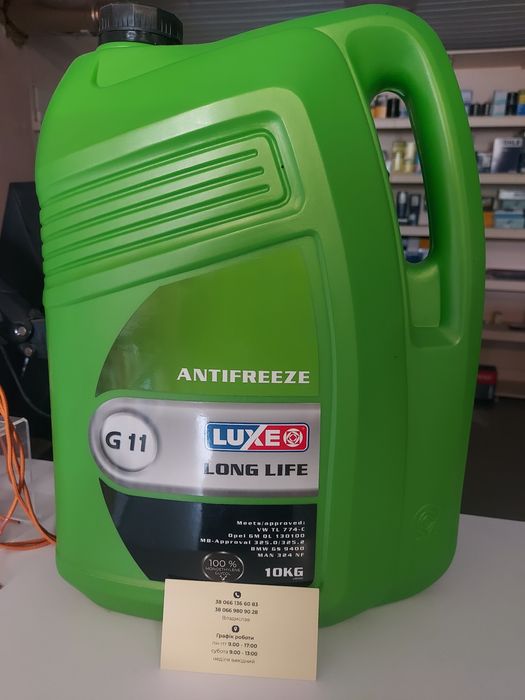 ANTIFREEZE
G 11
LUXE
LONG LIFE
Meets/approved:
VW TL 774-C
Opel GM QL 130100
MB-Approval 325.0/325.2
BMW GS 9400
MAN 324 NF
100 %
MONOETHYLENE
GLYCOL
10KG
38 066 136 60 83
38 066 980 90 28
Владислав
Графік роботи
пн-пт 9.00 - 17:00
субота 9.00 - 13:00
неділя вихідний